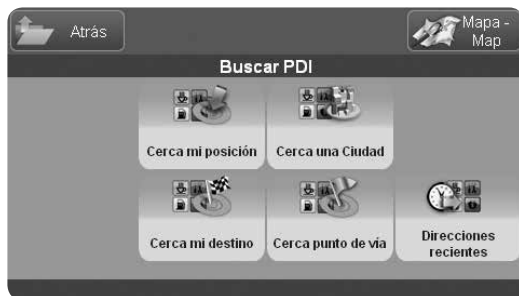 Atrás
Mapa -
Map
Buscar PDI
Cerca mi posición
Cerca una Ciudad
Cerca mi destino
Cerca punto de vía
Direcciones
recientes